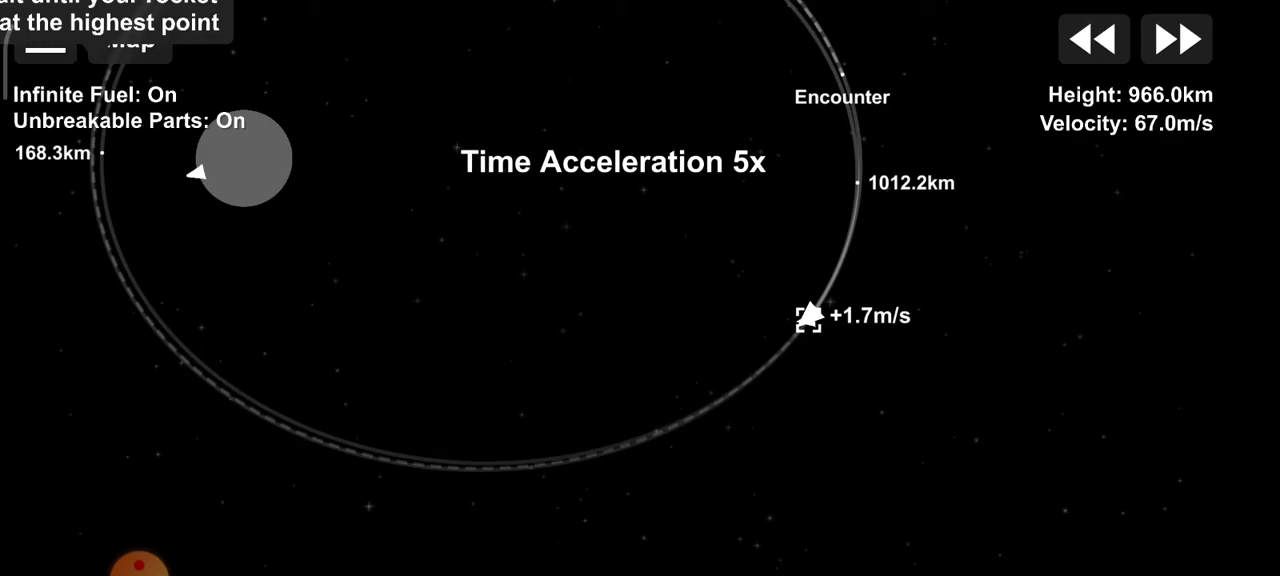 at the highest point
Map
Infinite Fuel: On
Unbreakable Parts: On
168.3km
Time Acceleration 5x
Encounter
1012.2km
+1.7m/s
Height: 966.0km
Velocity: 67.0m/s